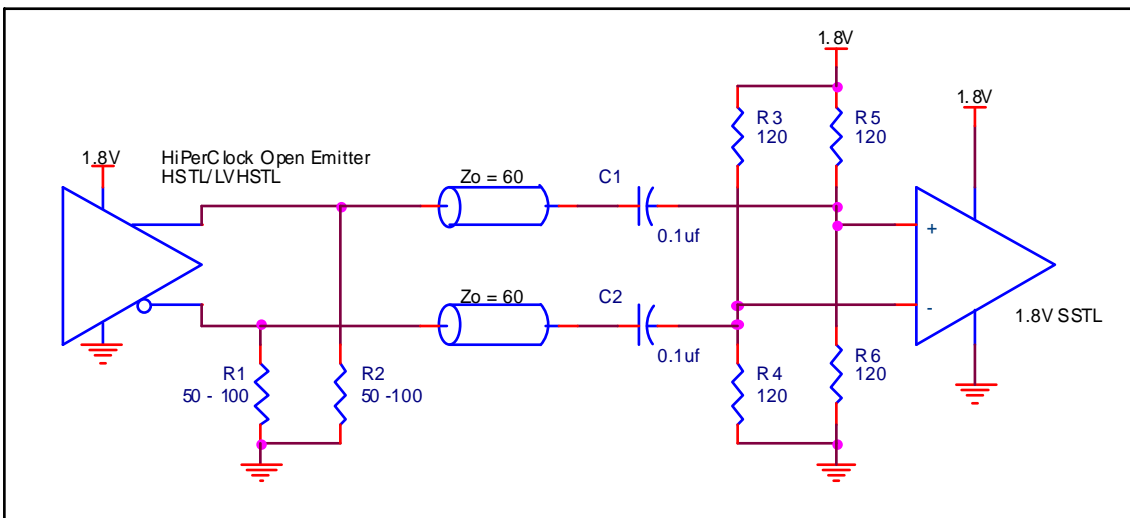 1.8V
1.8V
R3
120
R5
120
1.8V
HiPerClock Open Emitter
HSTL/LVHSTL
Zo = 60
C1
0.1uf
+
Zo = 60
C2
0.1uf
-
1.8V SSTL
R1
50 - 100
R2
50 -100
R4
120
R6
120